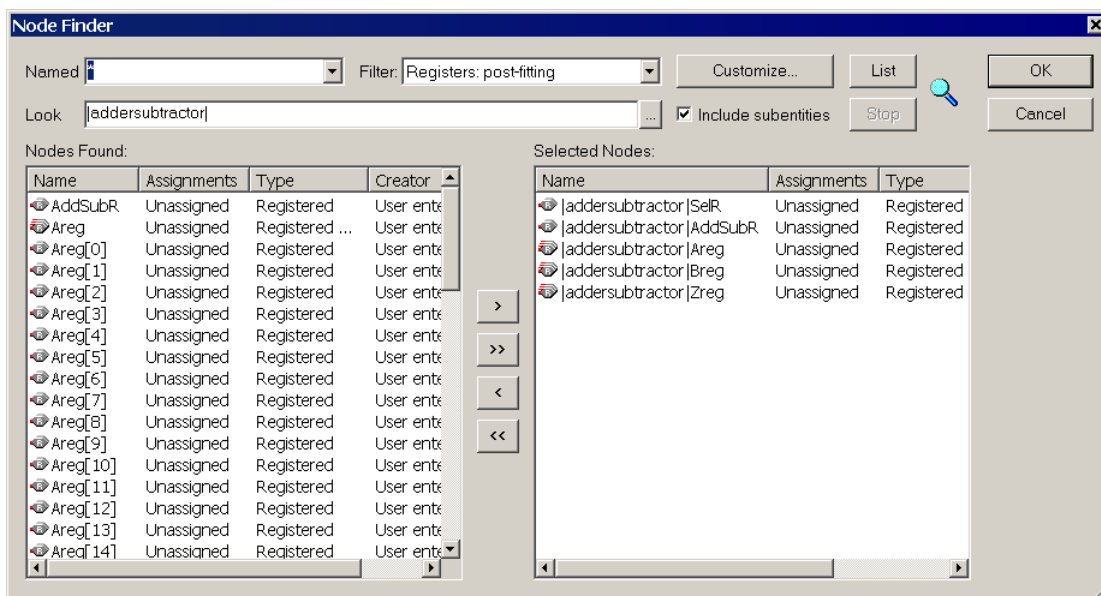 Node Finder
Named * Filter: Registers: post-fitting Customize... List OK
Look |addersubtractor| ... Include subentities Stop Cancel
Nodes Found: Selected Nodes:
Name Assignments Type Creator Name Assignments Type
AddSubR Unassigned Registered User ente |addersubtractor|SelR Unassigned Registered
Areg Unassigned Registered ... User ente |addersubtractor|AddSubR Unassigned Registered
Areg[0] Unassigned Registered User ente |addersubtractor|Areg Unassigned Registered
Areg[1] Unassigned Registered User ente |addersubtractor|Breg Unassigned Registered
Areg[2] Unassigned Registered User ente |addersubtractor|Zreg Unassigned Registered
Areg[3] Unassigned Registered User ente >
Areg[4] Unassigned Registered User ente
Areg[5] Unassigned Registered User ente >>
Areg[6] Unassigned Registered User ente
Areg[7] Unassigned Registered User ente <
Areg[8] Unassigned Registered User ente
Areg[9] Unassigned Registered User ente <<
Areg[10] Unassigned Registered User ente
Areg[11] Unassigned Registered User ente
Areg[12] Unassigned Registered User ente
Areg[13] Unassigned Registered User ente
Areg[14] Unassigned Registered User ente